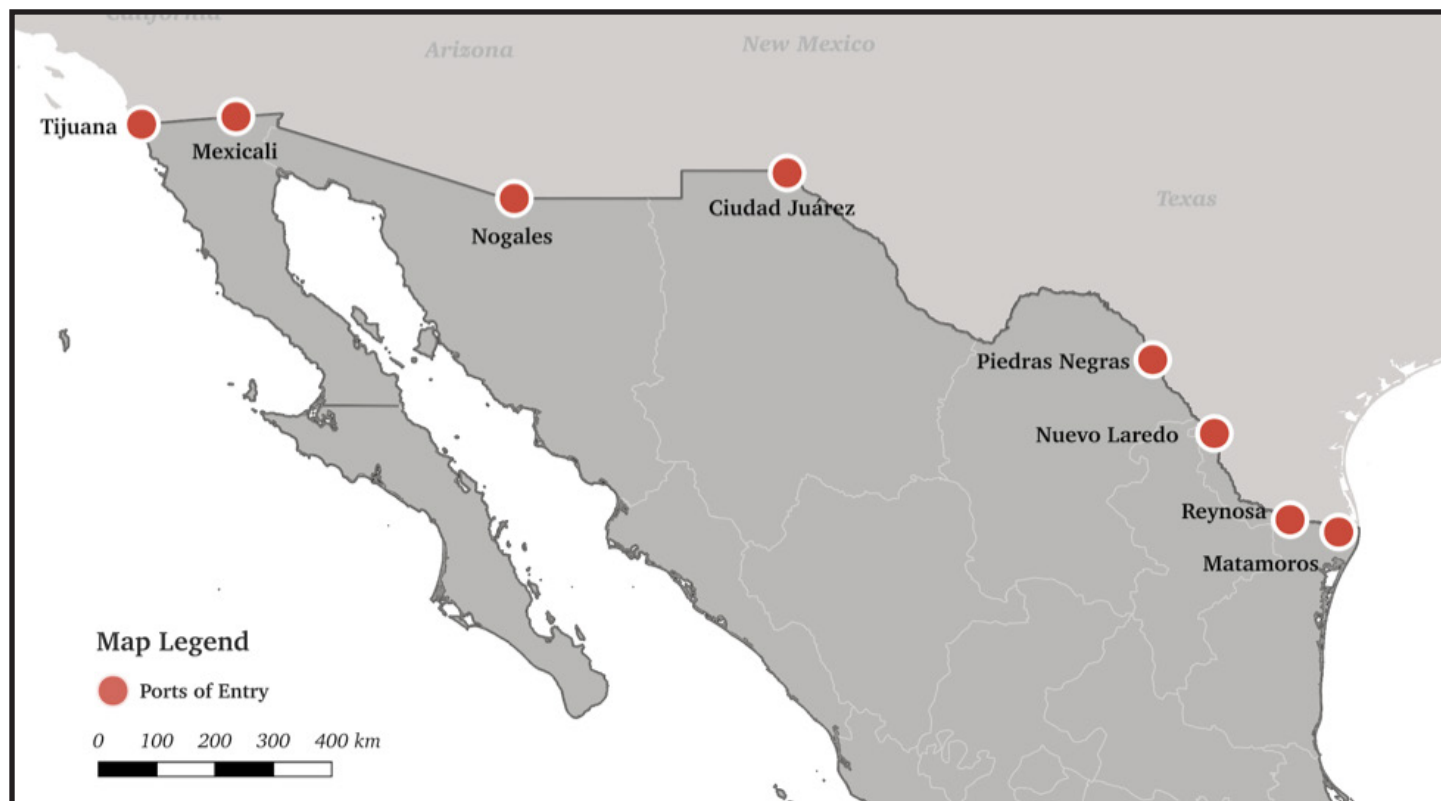 California
Arizona
New Mexico
Tijuana
Mexicali
Texas
Ciudad Juárez
Nogales
Piedras Negras
Nuevo Laredo
Reynosa
Matamoros
Map Legend
Ports of Entry
0 100 200 300 400 km